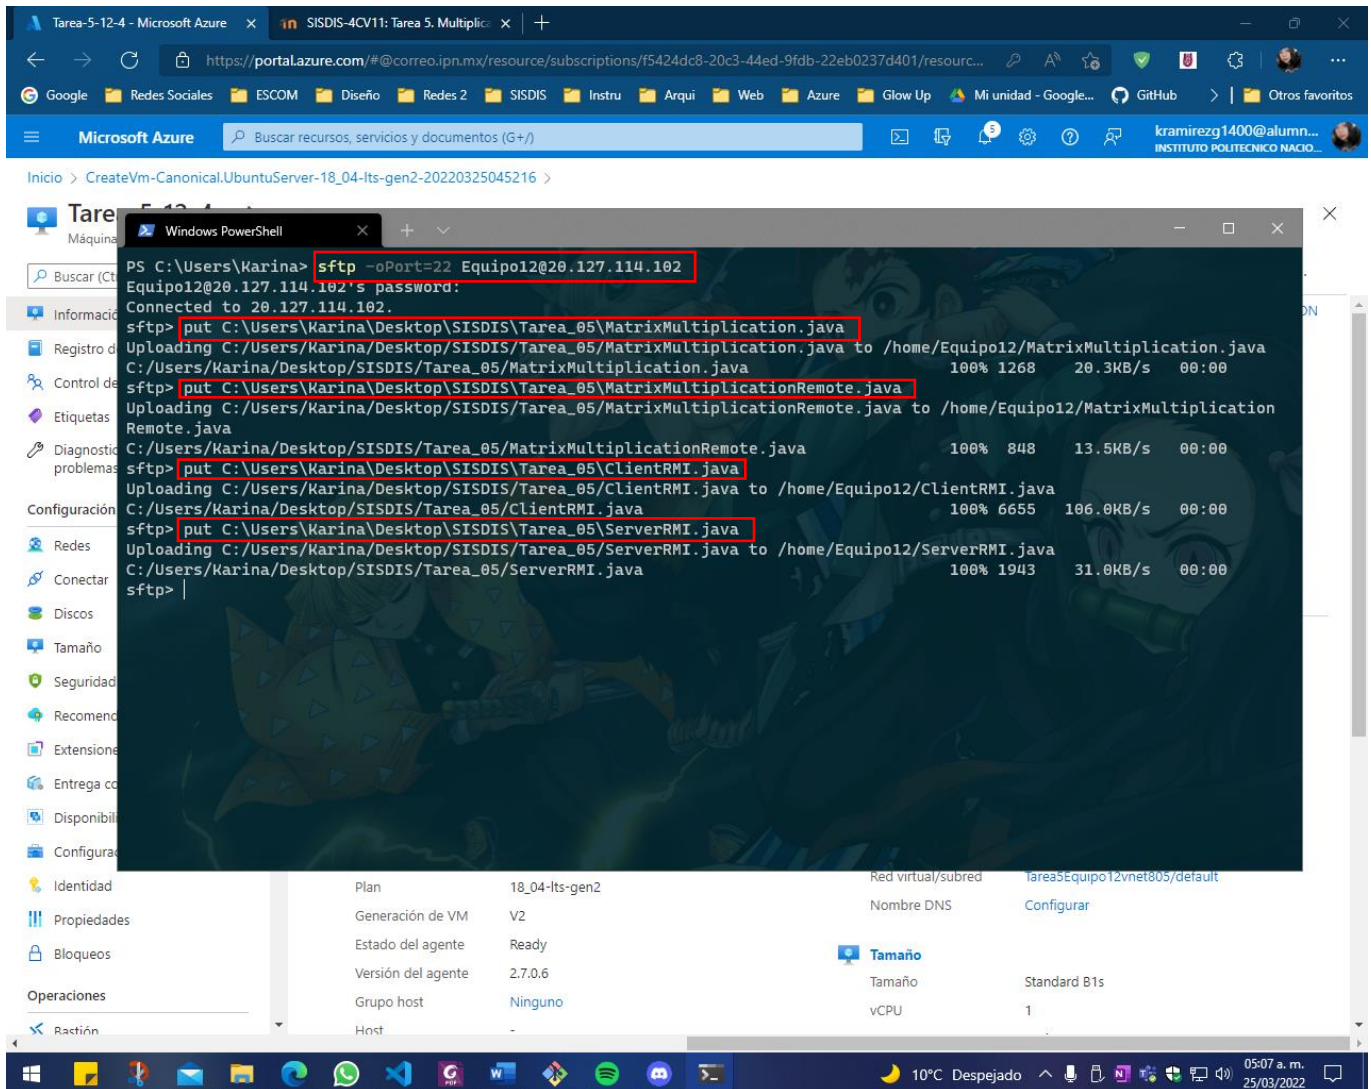 Tarea-5-12-4 - Microsoft Azure
SISDIS-4CV11: Tarea 5. Multiplica
https://portal.azure.com/#@correo.ipn.mx/resource/subscriptions/f5424dc8-20c3-44ed-9fdb-22eb0237d401/resourc...
Google Redes Sociales ESCOM Diseño Redes 2 SISDIS Instru Arqui Web Azure Glow Up Mi unidad - Google... GitHub Otros favoritos
Microsoft Azure
Buscar recursos, servicios y documentos (G+/)
5
kramirezg1400@alumn...
INSTITUTO POLITECNICO NACIO...
Inicio > CreateVm-Canonical.UbuntuServer-18_04-lts-gen2-20220325045216 >
Tarea-5-12-4
Máquina
Windows PowerShell
PS C:\Users\Karina> sftp -oPort=22 Equipo12@20.127.114.102
Equipo12@20.127.114.102's password:
Connected to 20.127.114.102.
sftp> put C:\Users\Karina\Desktop\SISDIS\Tarea_05\MatrixMultiplication.java
Uploading C:/Users/Karina/Desktop/SISDIS/Tarea_05/MatrixMultiplication.java to /home/Equipo12/MatrixMultiplication.java
C:/Users/Karina/Desktop/SISDIS/Tarea_05/MatrixMultiplication.java 100% 1268 20.3KB/s 00:00
sftp> put C:\Users\Karina\Desktop\SISDIS\Tarea_05\MatrixMultiplicationRemote.java
Uploading C:/Users/Karina/Desktop/SISDIS/Tarea_05/MatrixMultiplicationRemote.java to /home/Equipo12/MatrixMultiplication
Remote.java
C:/Users/Karina/Desktop/SISDIS/Tarea_05/MatrixMultiplicationRemote.java 100% 848 13.5KB/s 00:00
sftp> put C:\Users\Karina\Desktop\SISDIS\Tarea_05\ClientRMI.java
Uploading C:/Users/Karina/Desktop/SISDIS/Tarea_05/ClientRMI.java to /home/Equipo12/ClientRMI.java
C:/Users/Karina/Desktop/SISDIS/Tarea_05/ClientRMI.java 100% 6655 106.0KB/s 00:00
sftp> put C:\Users\Karina\Desktop\SISDIS\Tarea_05\ServerRMI.java
Uploading C:/Users/Karina/Desktop/SISDIS/Tarea_05/ServerRMI.java to /home/Equipo12/ServerRMI.java
C:/Users/Karina/Desktop/SISDIS/Tarea_05/ServerRMI.java 100% 1943 31.0KB/s 00:00
sftp>
Buscar (Ct
Informació
Registro d
Control de
Etiquetas
Diagnostic
problemas
Configuración
Redes
Conectar
Discos
Tamaño
Seguridad
Recomend
Extensione
Entrega co
Disponibili
Configurac
Identidad
Propiedades
Bloqueos
Operaciones
Bastión
Plan 18_04-lts-gen2
Generación de VM V2
Estado del agente Ready
Versión del agente 2.7.0.6
Grupo host Ninguno
Host -
Red virtual/subred Tarea5Equipo12vnet805/default
Nombre DNS Configurar
Tamaño
Tamaño Standard B1s
vCPU 1
10°C Despejado
05:07 a. m.
25/03/2022